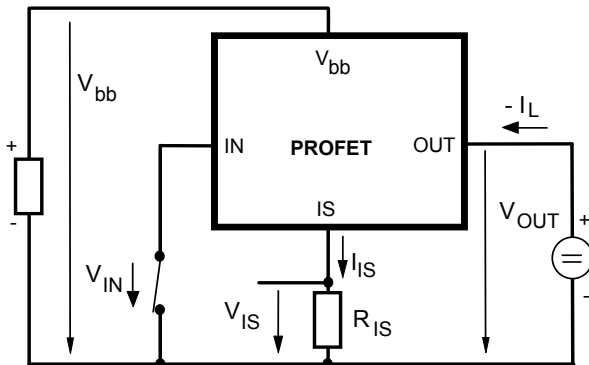 V_bb
V_bb
- I_L
IN
PROFET
OUT
+
IS
-
V_OUT
+
V_IN
I_IS
=
V_IS
R_IS
-